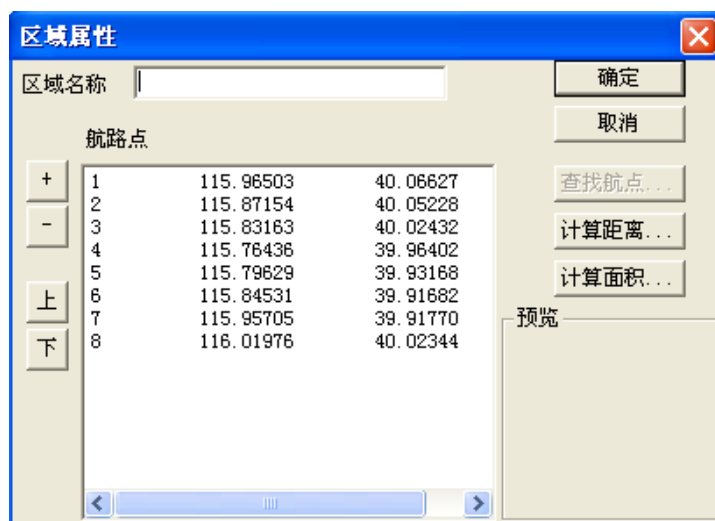 区域属性
区域名称
确定
取消
航路点
+
-
上
下
1 115.96503 40.06627
2 115.87154 40.05228
3 115.83163 40.02432
4 115.76436 39.96402
5 115.79629 39.93168
6 115.84531 39.91682
7 115.95705 39.91770
8 116.01976 40.02344
查找航点...
计算距离...
计算面积...
预览